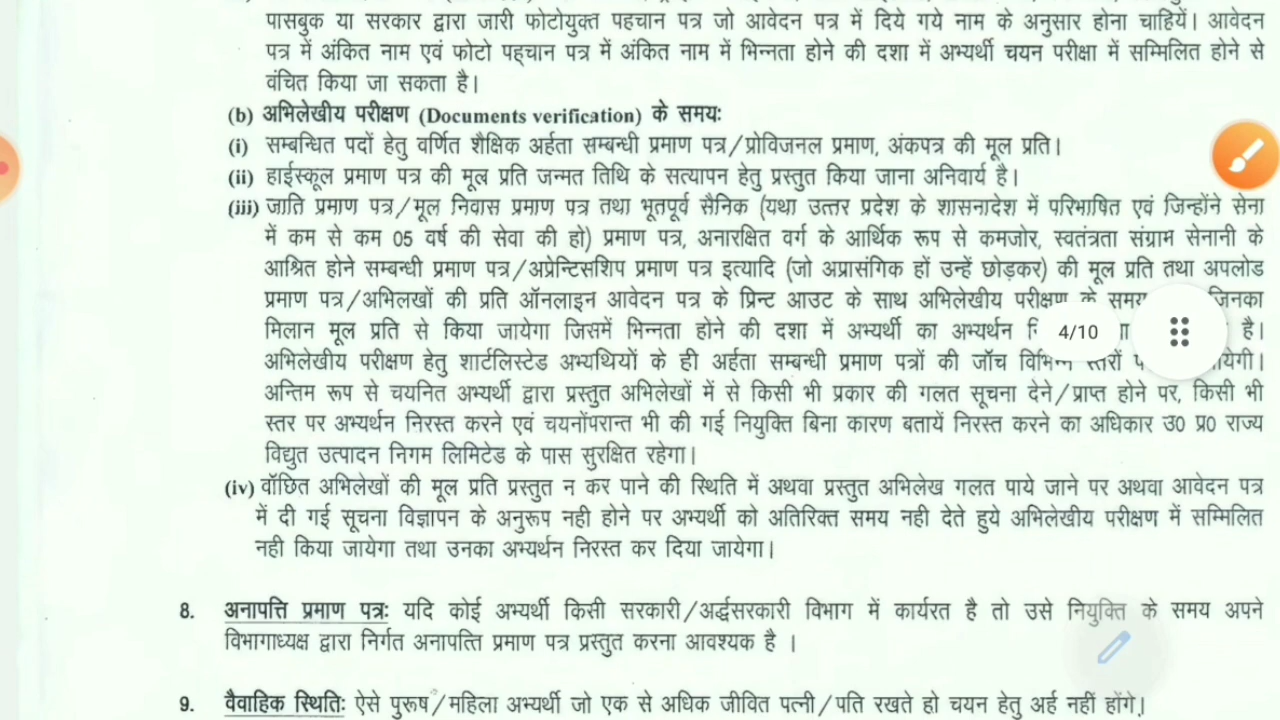 पासबुक या सरकार द्वारा जारी फोटोयुक्त पहचान पत्र जो आवेदन पत्र में दिये गये नाम के अनुसार होना चाहियें। आवेदन
पत्र में अंकित नाम एवं फोटो पह्चान पत्र में अंकित नाम में भिन्नता होने की दशा में अभ्यर्थी चयन परीक्षा में सम्मिलित होने से
वंचित किया जा सकता है।
(b) अभिलेखीय परीक्षण (Documents verification) के समयः
(i) सम्बन्धित पदों हेतु वर्णित शैक्षिक अर्हता सम्बन्धी प्रमाण पत्र/प्रोविजनल प्रमाण, अंकपत्र की मूल प्रति।
(ii) हाईस्कूल प्रमाण पत्र की मूल प्रति जन्मत तिथि के सत्यापन हेतु प्रस्तुत किया जाना अनिवार्य है।
(iii) जाति प्रमाण पत्र/मूल निवास प्रमाण पत्र तथा भूतपूर्व सैनिक (यथा उत्तर प्रदेश के शासनादेश में परिभाषित एवं जिन्होंने सेना
में कम से कम 05 वर्ष की सेवा की हो) प्रमाण पत्र, अनारक्षित वर्ग के आर्थिक रूप से कमजोर, स्वतंत्रता संग्राम सेनानी के
आश्रित होने सम्बन्धी प्रमाण पत्र/अप्रेन्टिसशिप प्रमाण पत्र इत्यादि (जो अप्रासंगिक हों उन्हें छोड़कर) की मूल प्रति तथा अपलोड
प्रमाण पत्र/अभिलखों की प्रति ऑनलाइन आवेदन पत्र के प्रिन्ट आउट के साथ अभिलेखीय परीक्षण के समय जिनका
मिलान मूल प्रति से किया जायेगा जिसमें भिन्नता होने की दशा में अभ्यर्थी का अभ्यर्थन 4/10 है।
अभिलेखीय परीक्षण हेतु शार्टलिस्टेड अभ्यथियों के ही अर्हता सम्बन्धी प्रमाण पत्रों की जॉच विभिन्न स्तरों
अन्तिम रूप से चयनित अभ्यर्थी द्वारा प्रस्तुत अभिलेखों में से किसी भी प्रकार की गलत सूचना देने/प्राप्त होने पर, किसी भी
स्तर पर अभ्यर्थन निरस्त करने एवं चयनोंपरान्त भी की गई नियुक्ति बिना कारण बतायें निरस्त करने का अधिकार उ0 प्र0 राज्य
विद्युत उत्पादन निगम लिमिटेड के पास सुरक्षित रहेगा।
(iv) वॉछित अभिलेखों की मूल प्रति प्रस्तुत न कर पाने की स्थिति में अथवा प्रस्तुत अभिलेख गलत पाये जाने पर अथवा आवेदन पत्र
में दी गई सूचना विज्ञापन के अनुरूप नही होने पर अभ्यर्थी को अतिरिक्त समय नही देते हुये अभिलेखीय परीक्षण में सम्मिलित
नही किया जायेगा तथा उनका अभ्यर्थन निरस्त कर दिया जायेगा।
8. अनापत्ति प्रमाण पत्रः यदि कोई अभ्यर्थी किसी सरकारी/अर्द्धसरकारी विभाग में कार्यरत है तो उसे नियुक्ति के समय अपने
विभागाध्यक्ष द्वारा निर्गत अनापत्ति प्रमाण पत्र प्रस्तुत करना आवश्यक है ।
9. वैवाहिक स्थितिः ऐसे पुरूष/महिला अभ्यर्थी जो एक से अधिक जीवित पत्नी/पति रखते हो चयन हेतु अर्ह नहीं होंगे।